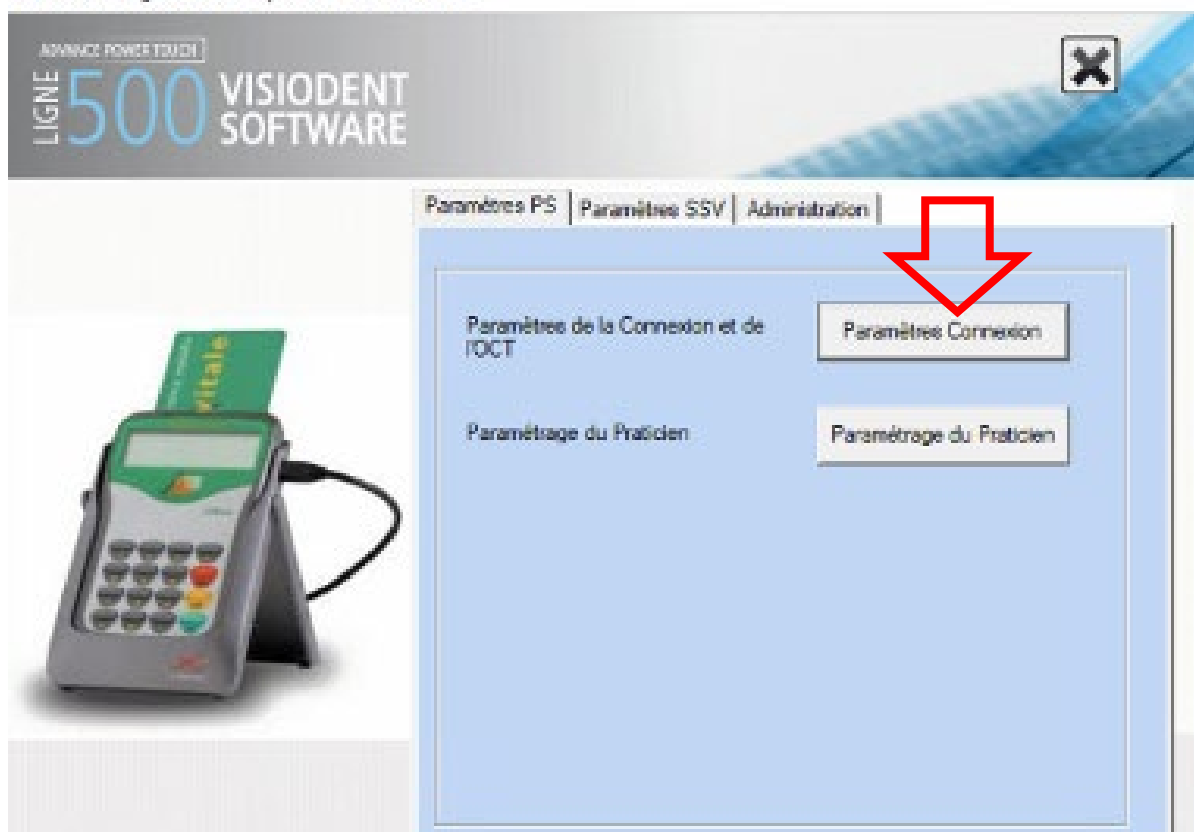 ADVANCE POWER TOUCH
LIGNE
500 VISIODENT
SOFTWARE
Paramètres PS Paramètres SSV Administration
Paramètres de la Connexion et de
l'OCT
Paramètres Connexion
Paramétrage du Praticien
Paramétrage du Praticien
vitale